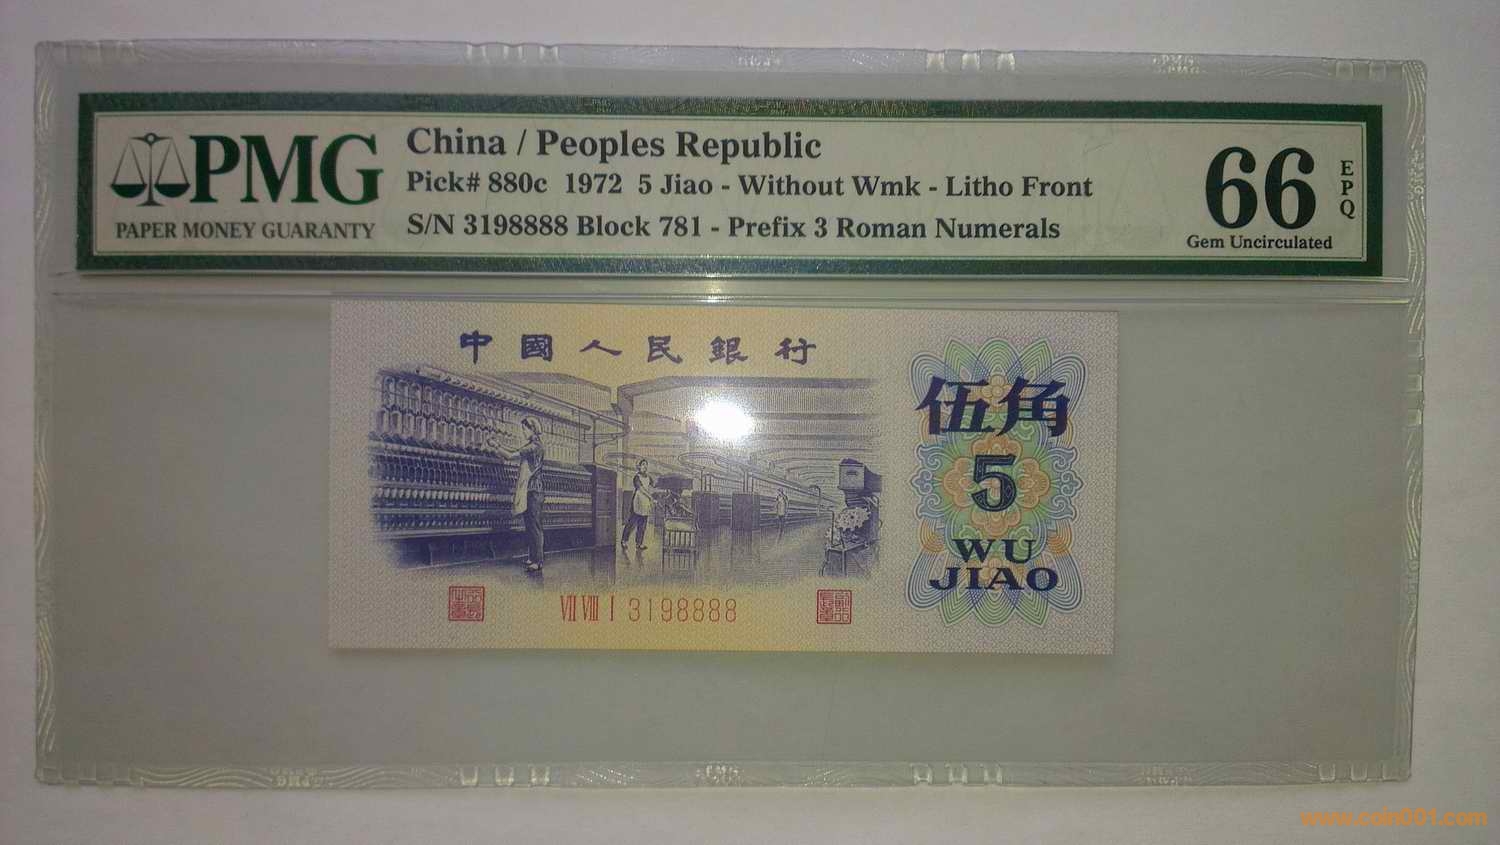 PMG
PAPER MONEY GUARANTY
China / Peoples Republic
Pick# 880c 1972 5 Jiao - Without Wmk - Litho Front
S/N 3198888 Block 781 - Prefix 3 Roman Numerals
66 EPQ
Gem Uncirculated
中國人民銀行
伍角
5
WU
JIAO
VII VIII I 3198888
www.coin001.com